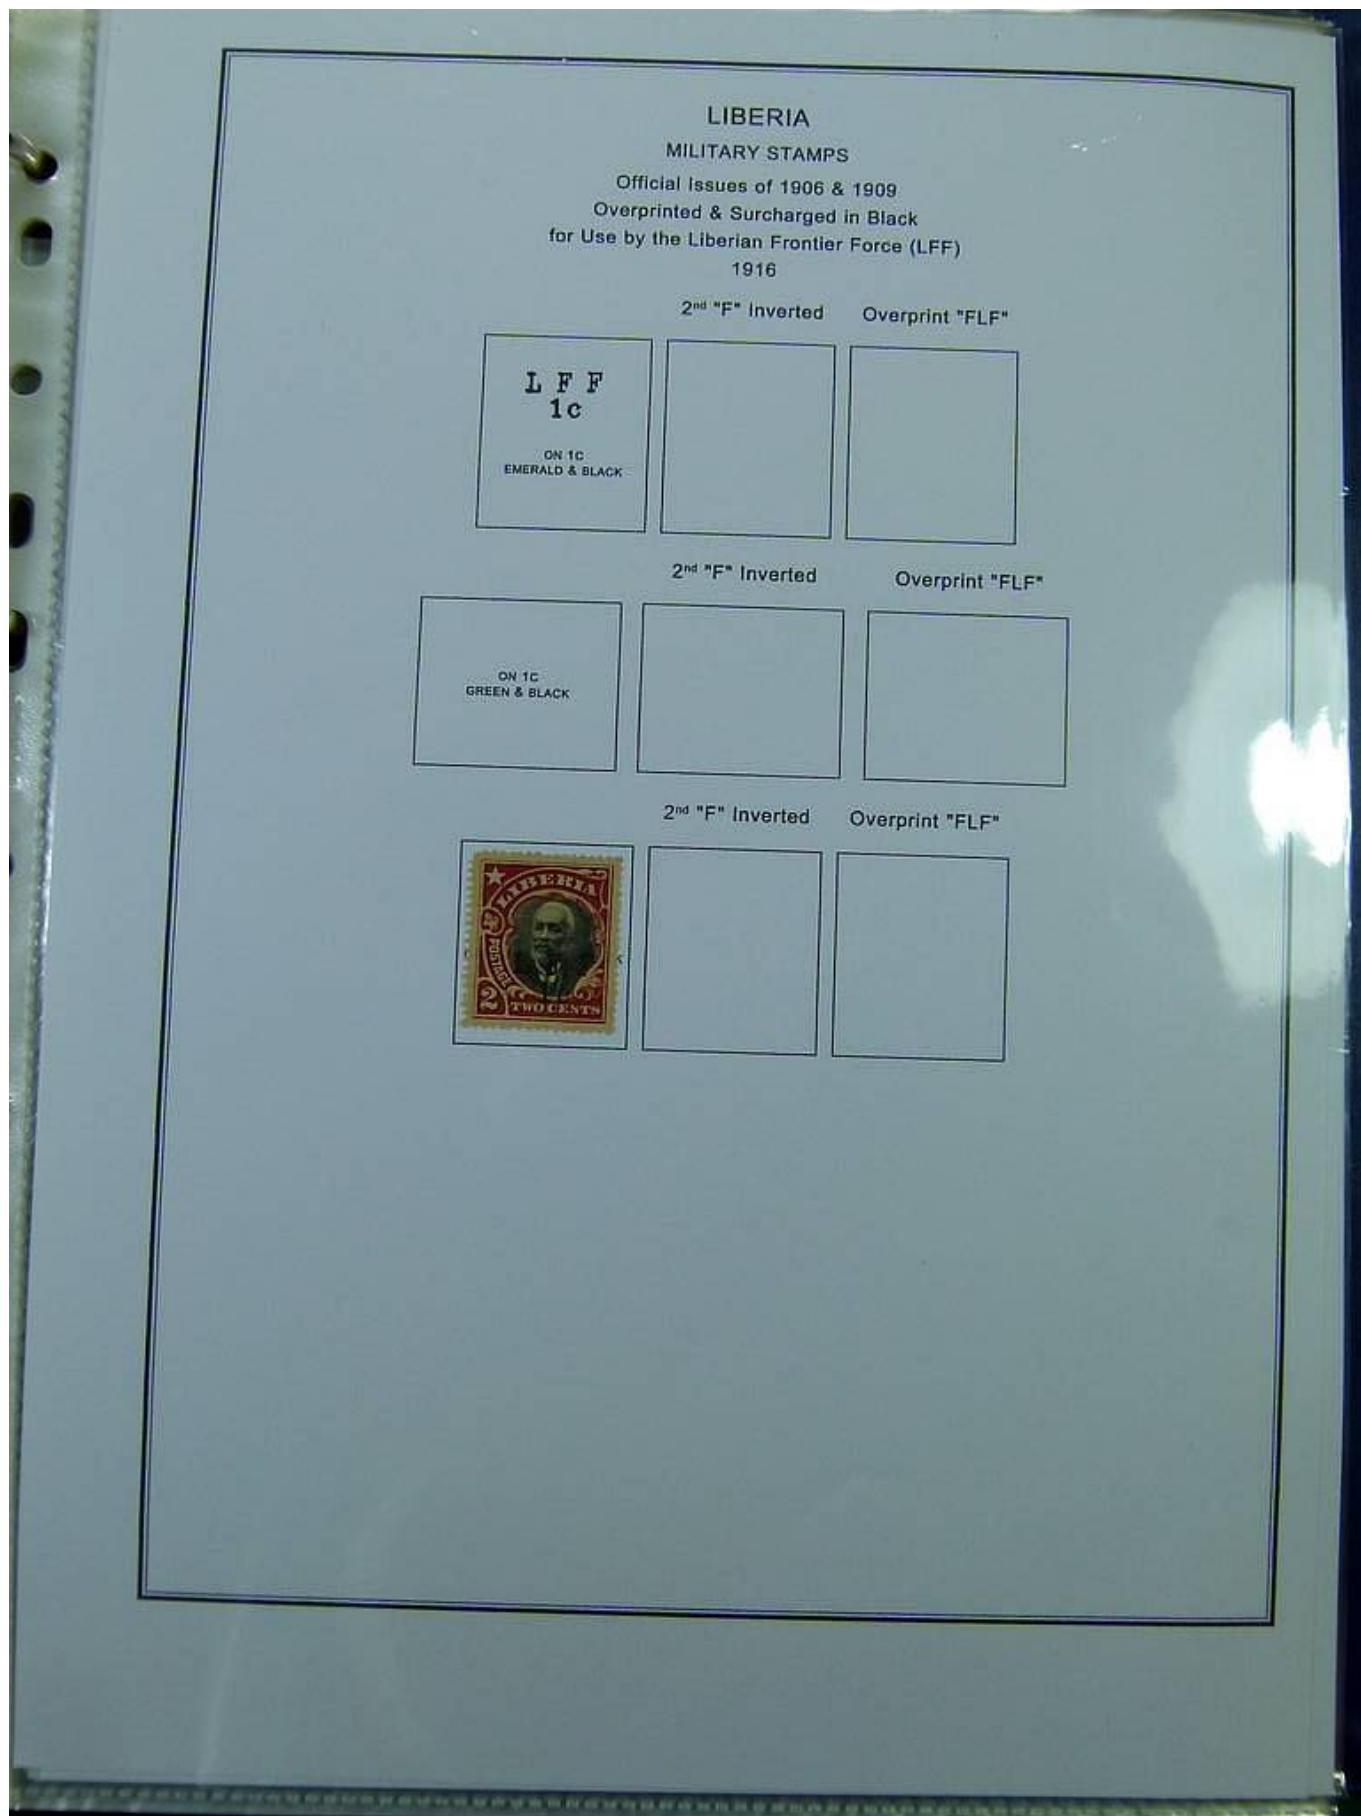 LIBERIA
MILITARY STAMPS
Official Issues of 1906 & 1909
Overprinted & Surcharged in Black
for Use by the Liberian Frontier Force (LFF)
1916
2nd "F" Inverted Overprint "FLF"
L F F
1c
ON 1C
EMERALD & BLACK
2nd "F" Inverted Overprint "FLF"
ON 1C
GREEN & BLACK
2nd "F" Inverted Overprint "FLF"
LIBERIA
POSTAGE
2 TWO CENTS